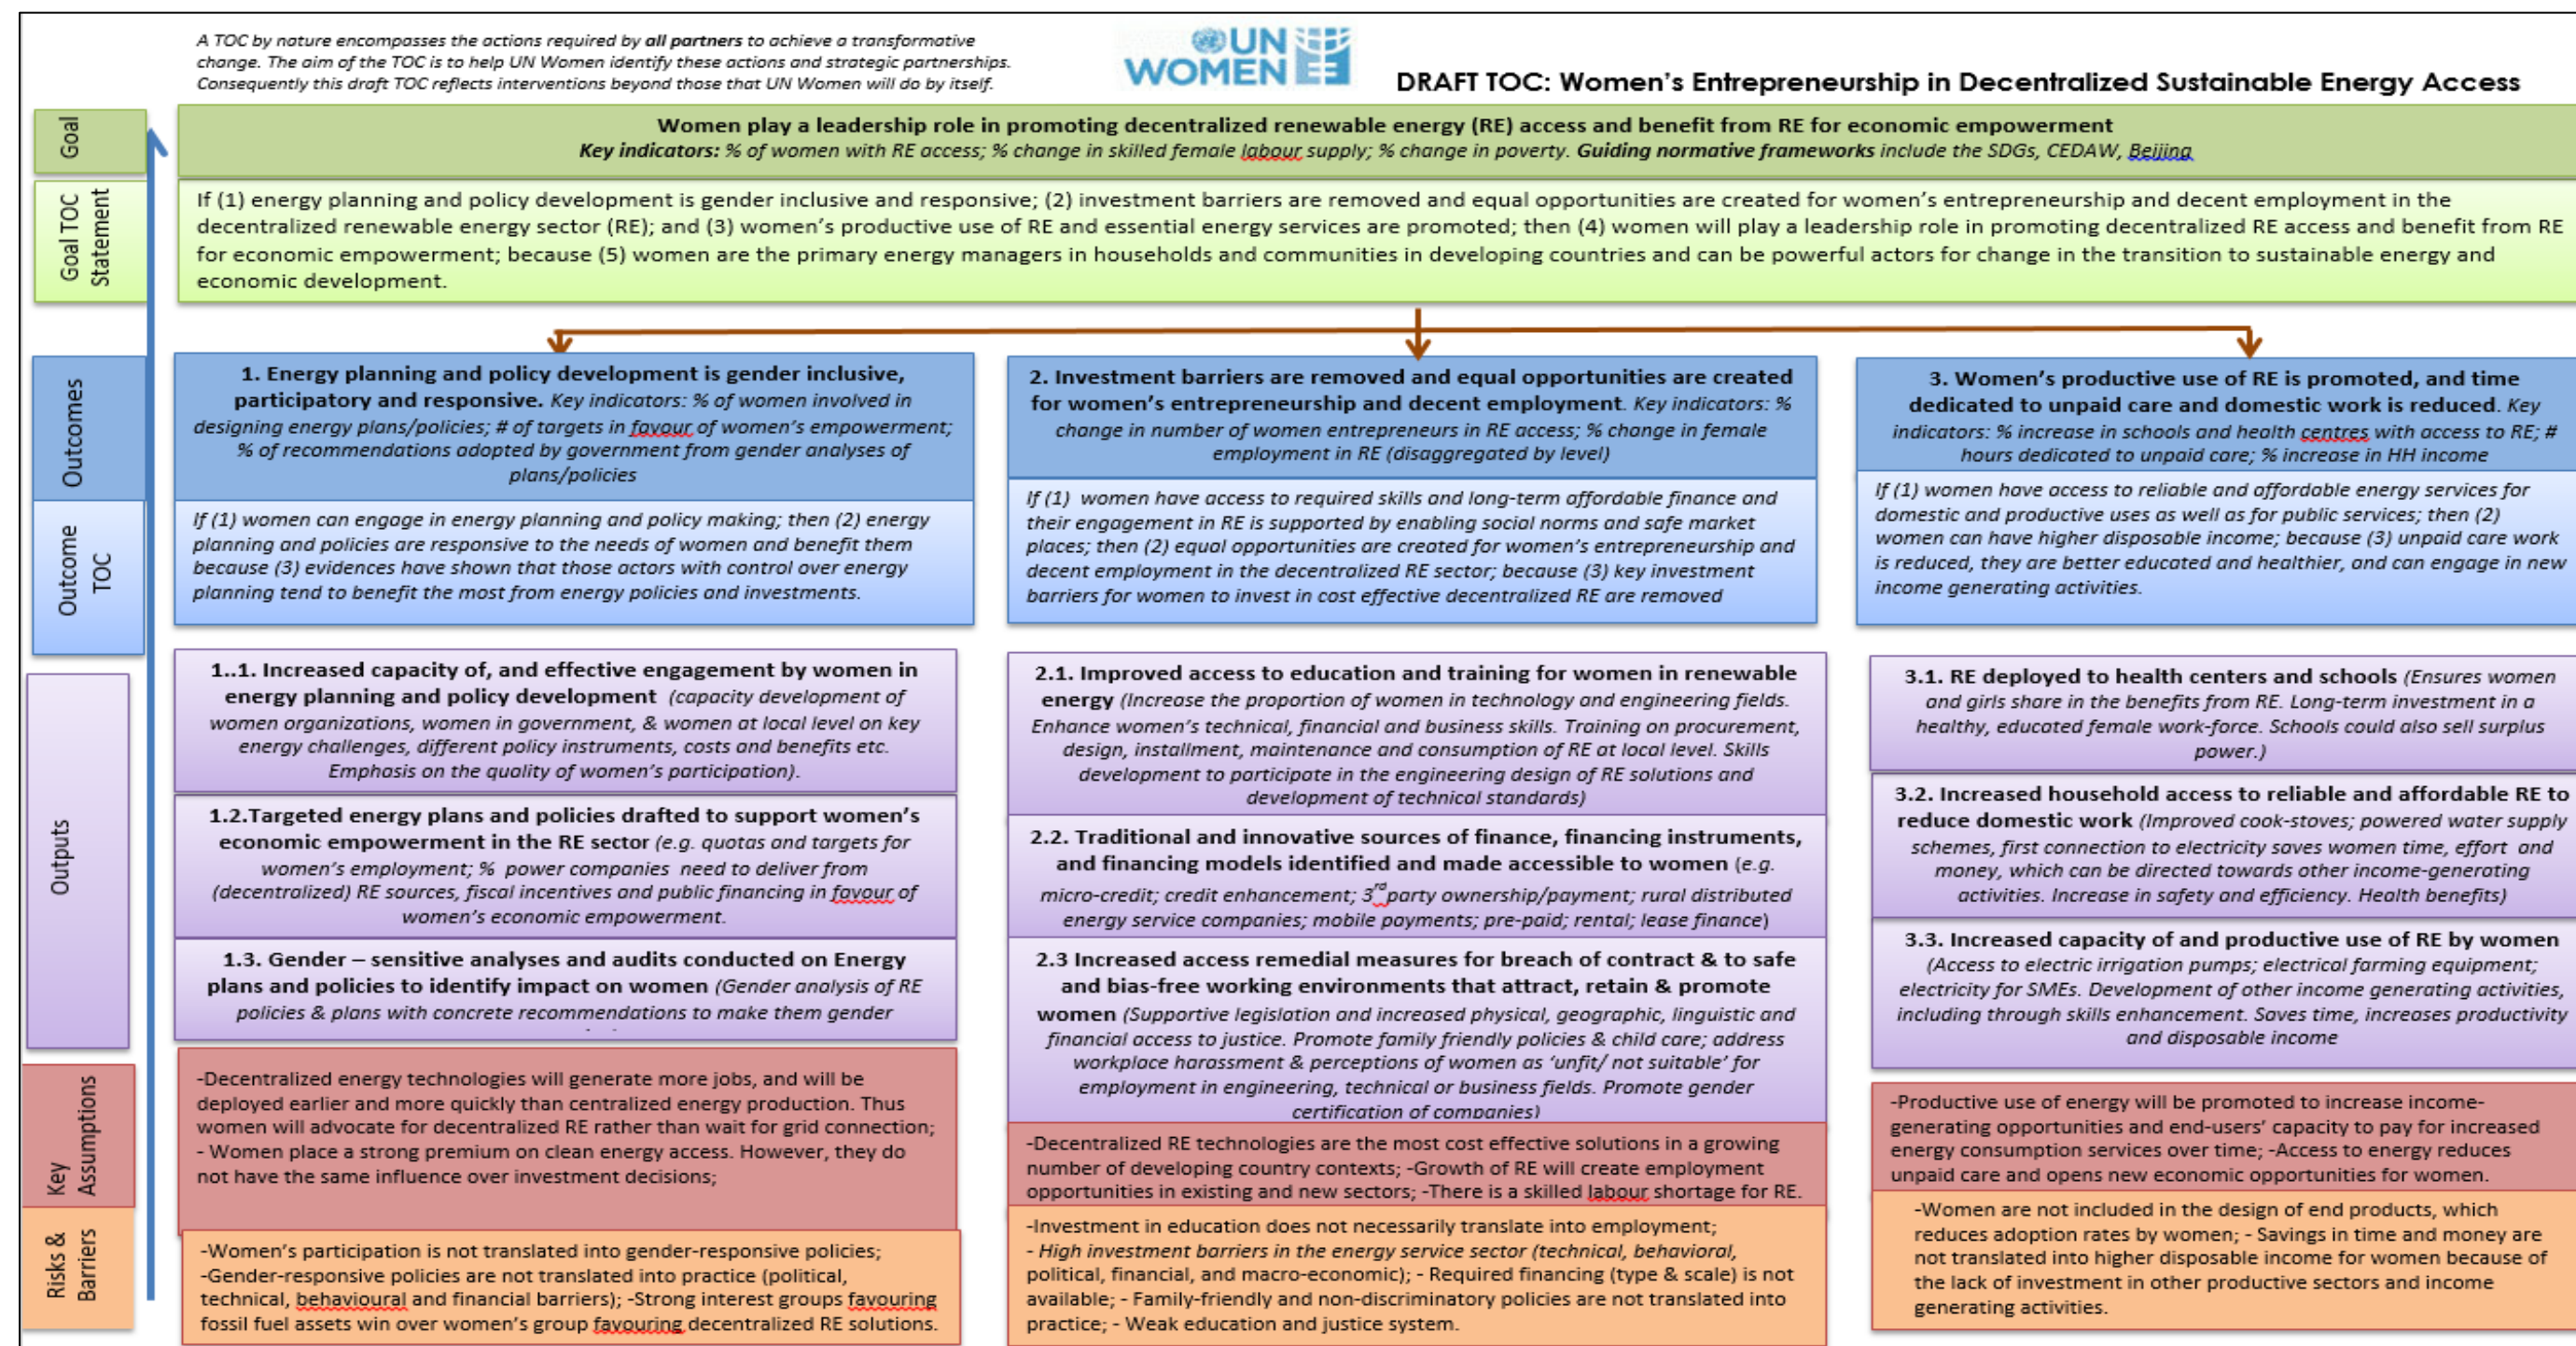 A TOC by nature encompasses the actions required by all partners to achieve a transformative
change. The aim of the TOC is to help UN Women identify these actions and strategic partnerships.
Consequently this draft TOC reflects interventions beyond those that UN Women will do by itself.
UN
WOMEN
DRAFT TOC: Women's Entrepreneurship in Decentralized Sustainable Energy Access
Goal
Women play a leadership role in promoting decentralized renewable energy (RE) access and benefit from RE for economic empowerment
Key indicators: % of women with RE access; % change in skilled female labour supply; % change in poverty. Guiding normative frameworks include the SDGs, CEDAW, Beijing
Goal TOC
Statement
If (1) energy planning and policy development is gender inclusive and responsive; (2) investment barriers are removed and equal opportunities are created for women's entrepreneurship and decent employment in the
decentralized renewable energy sector (RE); and (3) women's productive use of RE and essential energy services are promoted; then (4) women will play a leadership role in promoting decentralized RE access and benefit from RE
for economic empowerment; because (5) women are the primary energy managers in households and communities in developing countries and can be powerful actors for change in the transition to sustainable energy and
economic development.
Outcomes
1. Energy planning and policy development is gender inclusive,
participatory and responsive. Key indicators: % of women involved in
designing energy plans/policies; # of targets in favour of women's empowerment;
% of recommendations adopted by government from gender analyses of
plans/policies
2. Investment barriers are removed and equal opportunities are created
for women's entrepreneurship and decent employment. Key indicators: %
change in number of women entrepreneurs in RE access; % change in female
employment in RE (disaggregated by level)
3. Women's productive use of RE is promoted, and time
dedicated to unpaid care and domestic work is reduced. Key
indicators: % increase in schools and health centres with access to RE; #
hours dedicated to unpaid care; % increase in HH income
Outcome
TOC
If (1) women can engage in energy planning and policy making; then (2) energy
planning and policies are responsive to the needs of women and benefit them
because (3) evidences have shown that those actors with control over energy
planning tend to benefit the most from energy policies and investments.
If (1)  women have access to required skills and long-term affordable finance and
their engagement in RE is supported by enabling social norms and safe market
places; then (2) equal opportunities are created for women's entrepreneurship and
decent employment in the decentralized RE sector; because (3) key investment
barriers for women to invest in cost effective decentralized RE are removed
If (1) women have access to reliable and affordable energy services for
domestic and productive uses as well as for public services; then (2)
women can have higher disposable income; because (3) unpaid care work
is reduced, they are better educated and healthier, and can engage in new
income generating activities.
Outputs
1..1. Increased capacity of, and effective engagement by women in
energy planning and policy development (capacity development of
women organizations, women in government, & women at local level on key
energy challenges, different policy instruments, costs and benefits etc.
Emphasis on the quality of women's participation).
1.2.Targeted energy plans and policies drafted to support women's
economic empowerment in the RE sector (e.g. quotas and targets for
women's employment; %  power companies  need to deliver from
(decentralized) RE sources, fiscal incentives and public financing in favour of
women's economic empowerment.
1.3. Gender – sensitive analyses and audits conducted on Energy
plans and policies to identify impact on women (Gender analysis of RE
policies & plans with concrete recommendations to make them gender
2.1. Improved access to education and training for women in renewable
energy (Increase the proportion of women in technology and engineering fields.
Enhance women's technical, financial and business skills. Training on procurement,
design, installment, maintenance and consumption of RE at local level. Skills
development to participate in the engineering design of RE solutions and
development of technical standards)
2.2. Traditional and innovative sources of finance, financing instruments,
and financing models identified and made accessible to women (e.g.
micro-credit; credit enhancement; 3rd party ownership/payment; rural distributed
energy service companies; mobile payments; pre-paid; rental; lease finance)
2.3 Increased access remedial measures for breach of contract & to safe
and bias-free working environments that attract, retain & promote
women (Supportive legislation and increased physical, geographic, linguistic and
financial access to justice. Promote family friendly policies & child care; address
workplace harassment & perceptions of women as 'unfit/ not suitable' for
employment in engineering, technical or business fields. Promote gender
certification of companies)
3.1. RE deployed to health centers and schools (Ensures women
and girls share in the benefits from RE. Long-term investment in a
healthy, educated female work-force. Schools could also sell surplus
power.)
3.2. Increased household access to reliable and affordable RE to
reduce domestic work (Improved cook-stoves; powered water supply
schemes, first connection to electricity saves women time, effort  and
money, which can be directed towards other income-generating
activities. Increase in safety and efficiency. Health benefits)
3.3. Increased capacity of and productive use of RE by women
(Access to electric irrigation pumps; electrical farming equipment;
electricity for SMEs. Development of other income generating activities,
including through skills enhancement. Saves time, increases productivity
and disposable income
Key
Assumptions
-Decentralized energy technologies will generate more jobs, and will be
deployed earlier and more quickly than centralized energy production. Thus
women will advocate for decentralized RE rather than wait for grid connection;
- Women place a strong premium on clean energy access. However, they do
not have the same influence over investment decisions;
-Decentralized RE technologies are the most cost effective solutions in a growing
number of developing country contexts; -Growth of RE will create employment
opportunities in existing and new sectors; -There is a skilled labour shortage for RE.
-Productive use of energy will be promoted to increase income-
generating opportunities and end-users' capacity to pay for increased
energy consumption services over time; -Access to energy reduces
unpaid care and opens new economic opportunities for women.
Risks &
Barriers
-Women's participation is not translated into gender-responsive policies;
-Gender-responsive policies are not translated into practice (political,
technical, behavioural and financial barriers); -Strong interest groups favouring
fossil fuel assets win over women's group favouring decentralized RE solutions.
-Investment in education does not necessarily translate into employment;
- High investment barriers in the energy service sector (technical, behavioral,
political, financial, and macro-economic); - Required financing (type & scale) is not
available; - Family-friendly and non-discriminatory policies are not translated into
practice; - Weak education and justice system.
-Women are not included in the design of end products, which
reduces adoption rates by women; - Savings in time and money are
not translated into higher disposable income for women because of
the lack of investment in other productive sectors and income
generating activities.